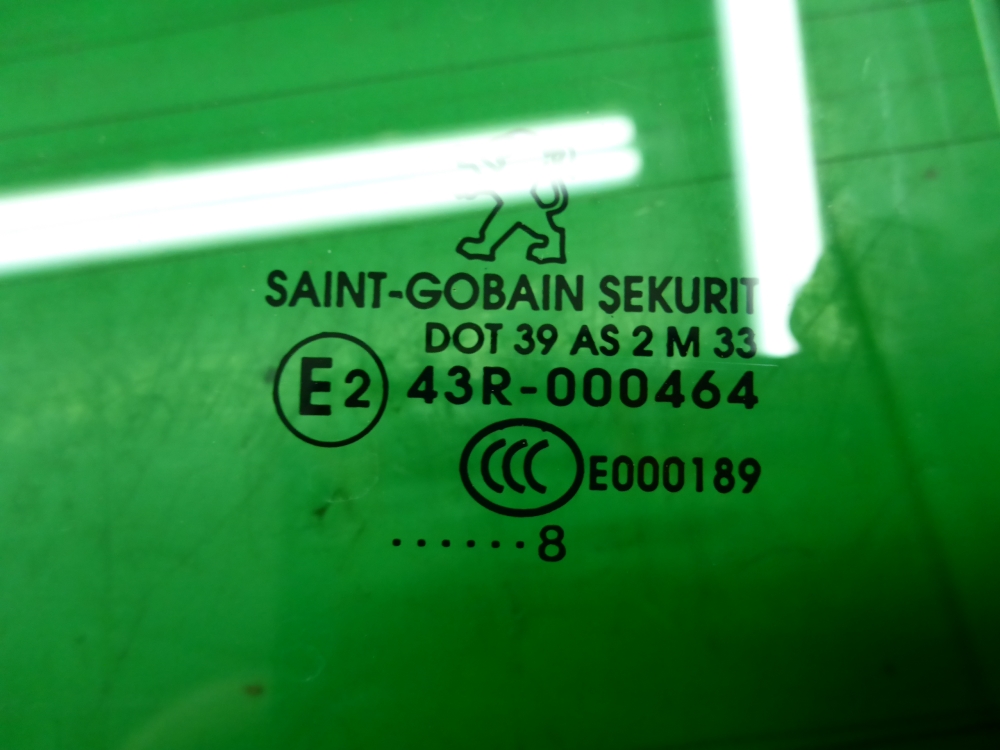 SAINT-GOBAIN SEKURIT
DOT 39 AS 2 M 33
E2 43R-000464
CCC E000189
......8